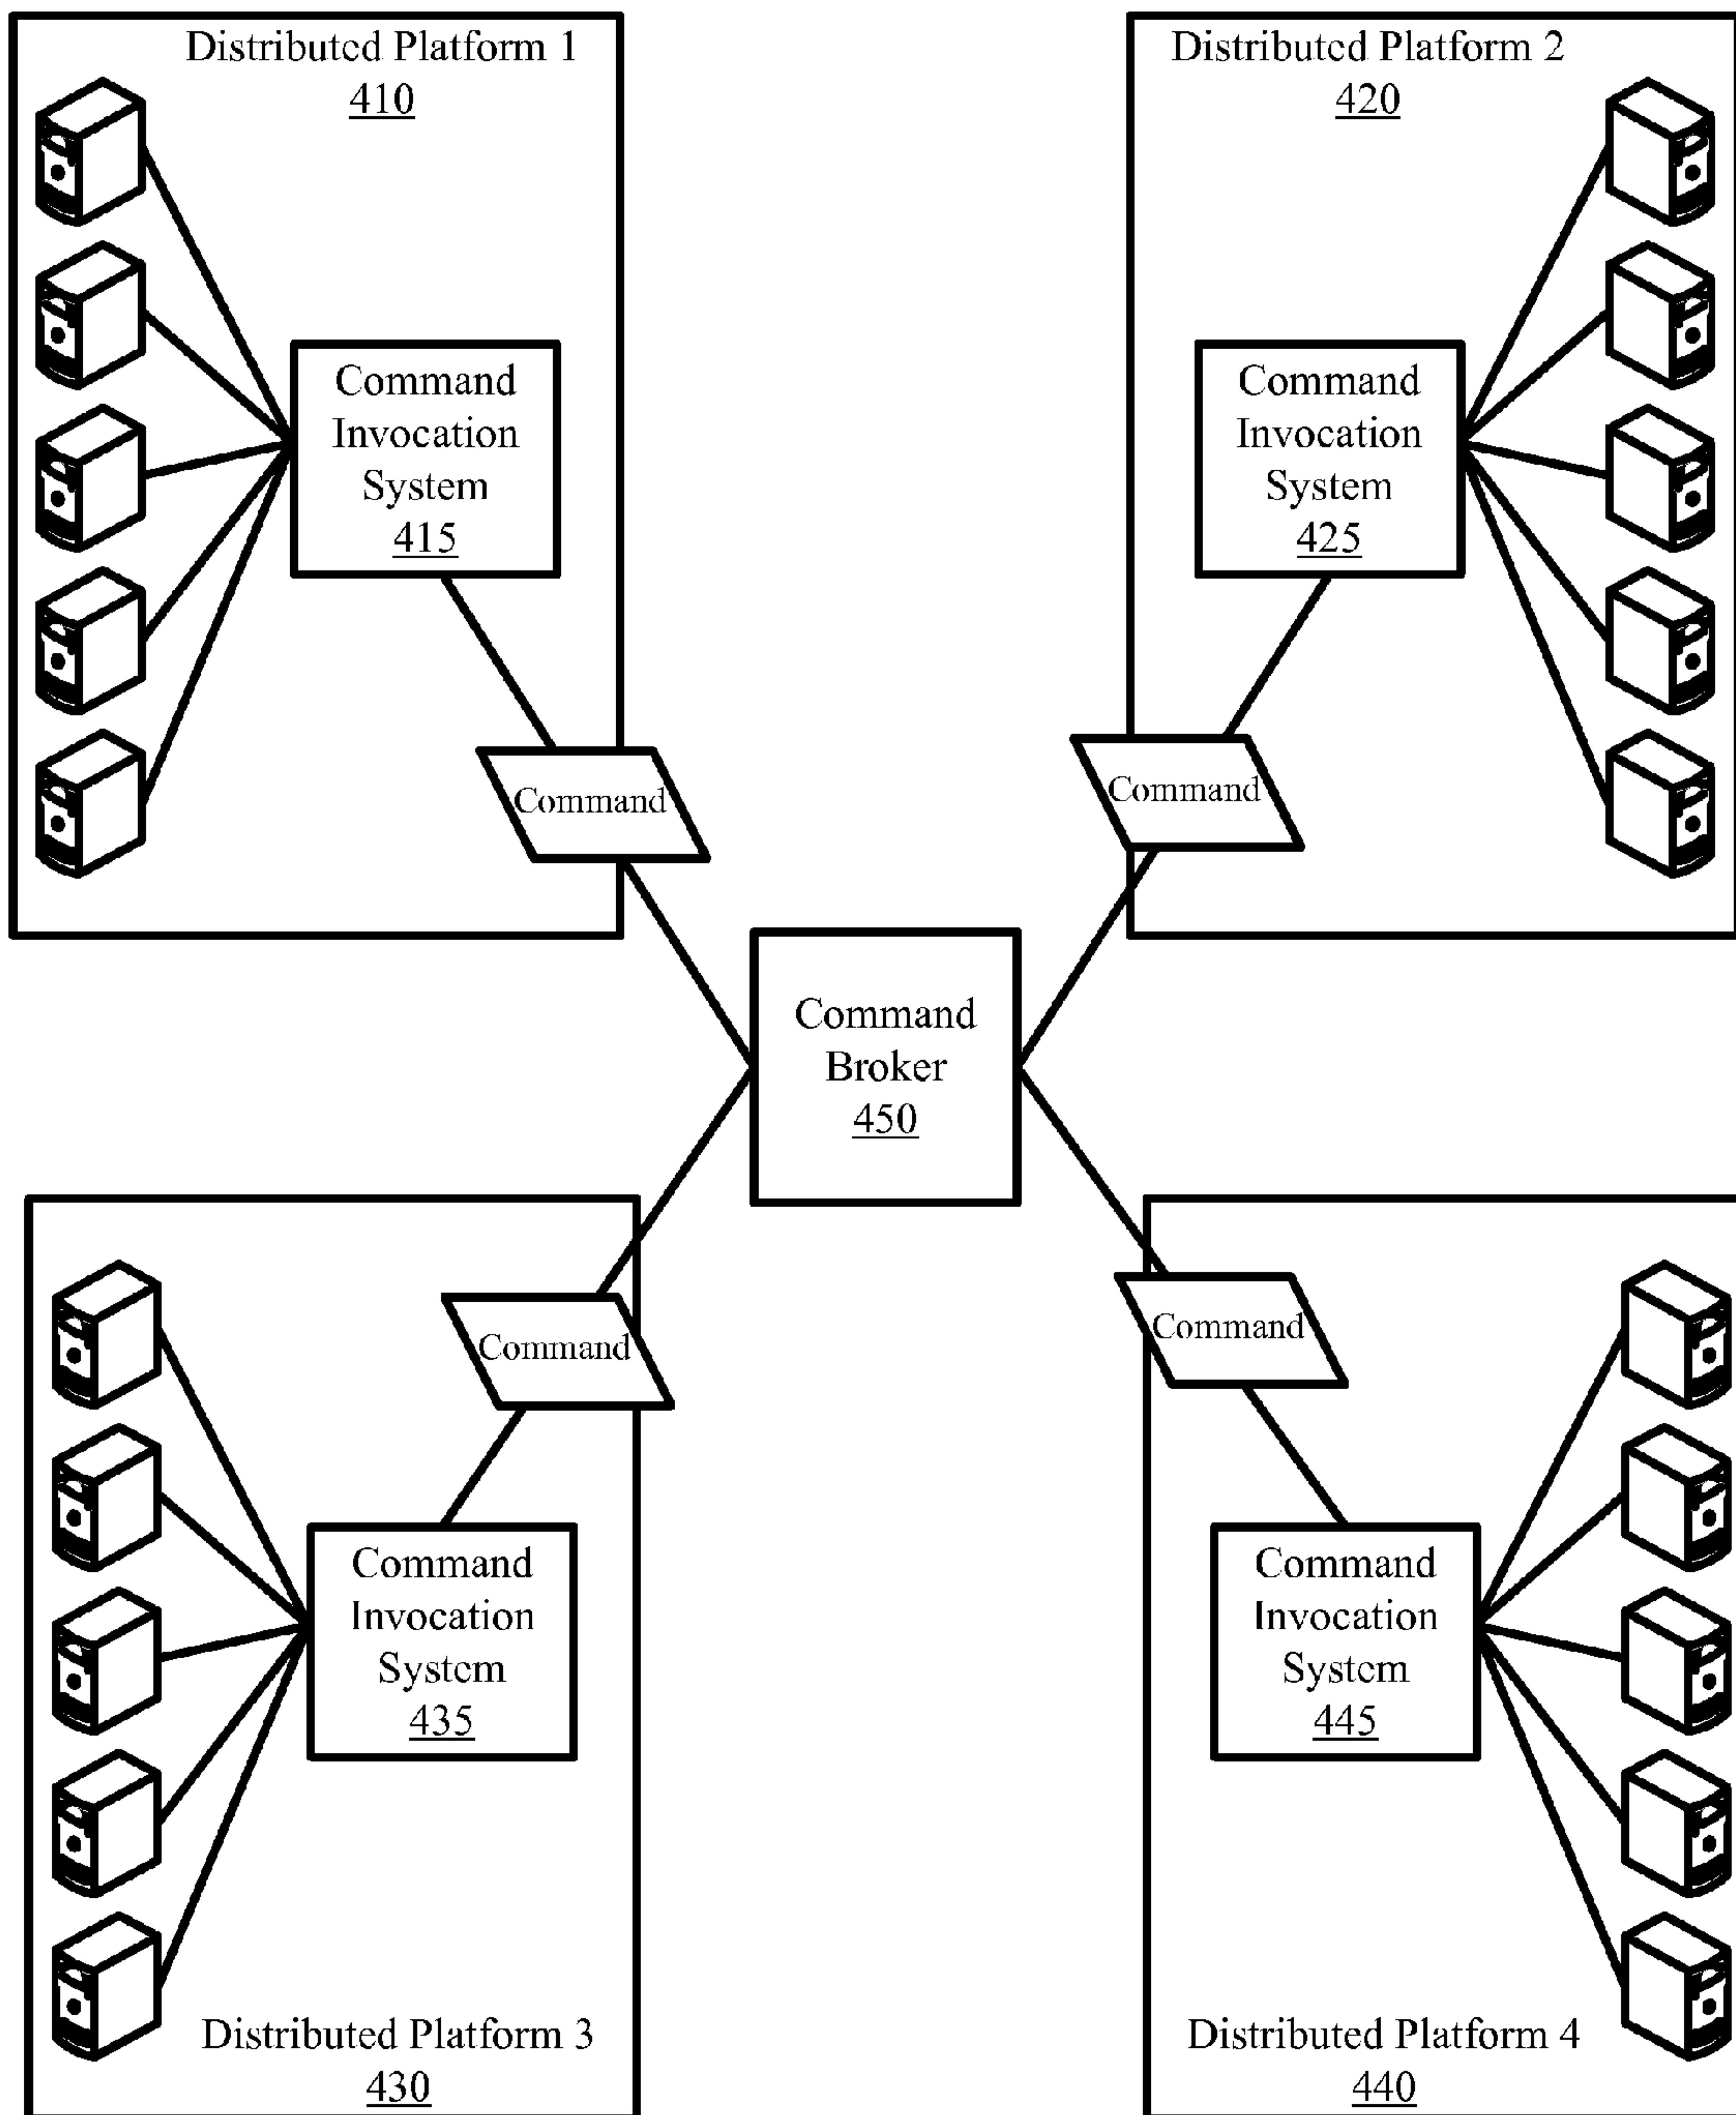 Distributed Platform 1
410
Distributed Platform 2
420
Command
Invocation
System
415
Command
Invocation
System
425
Command
Command
Command
Broker
450
Command
Command
Command
Invocation
System
435
Command
Invocation
System
445
Distributed Platform 3
430
Distributed Platform 4
440